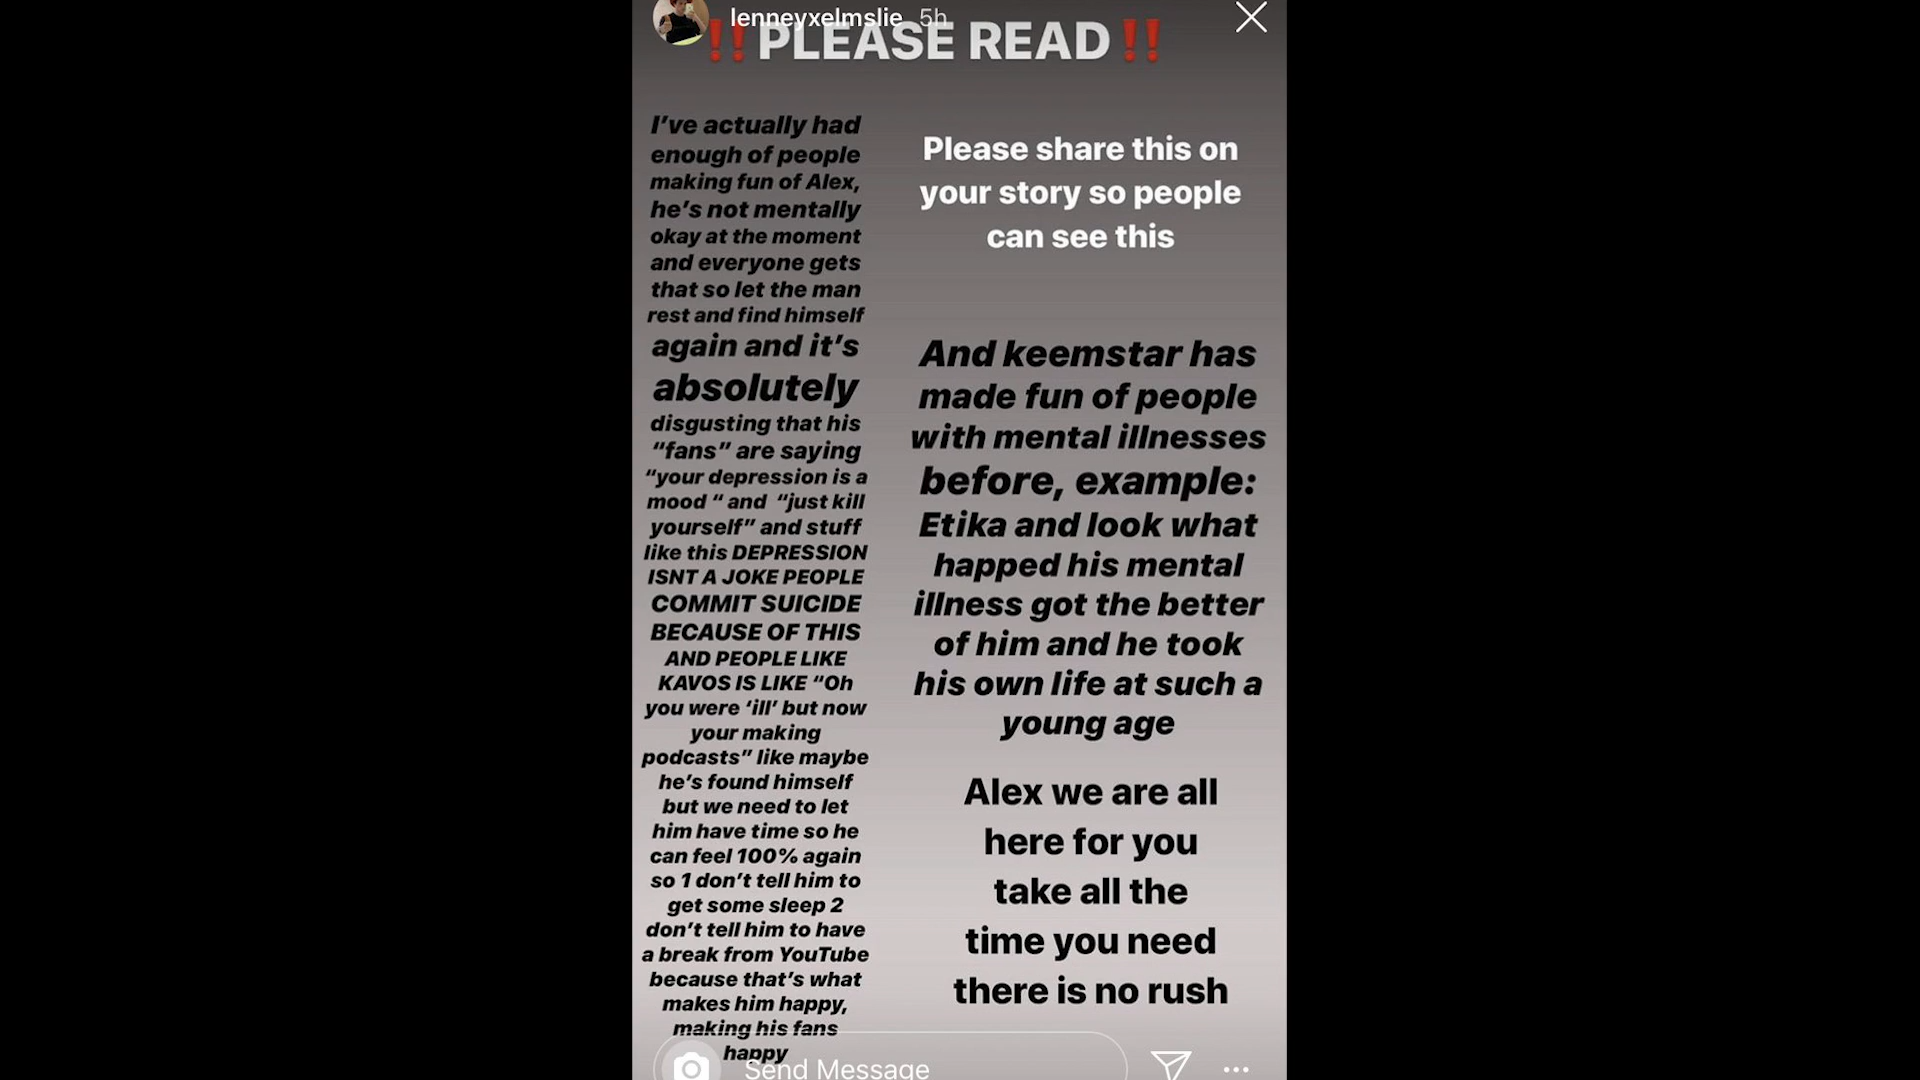 lenneyxelmslie 5h
‼️PLEASE READ‼️
I've actually had
enough of people
making fun of Alex,
he's not mentally
okay at the moment
and everyone gets
that so let the man
rest and find himself
again and it's
absolutely
disgusting that his
"fans" are saying
"your depression is a
mood " and "just kill
yourself" and stuff
like this DEPRESSION
ISNT A JOKE PEOPLE
COMMIT SUICIDE
BECAUSE OF THIS
AND PEOPLE LIKE
KAVOS IS LIKE "Oh
you were 'ill' but now
your making
podcasts" like maybe
he's found himself
but we need to let
him have time so he
can feel 100% again
so 1 don't tell him to
get some sleep 2
don't tell him to have
a break from YouTube
because that's what
makes him happy,
making his fans
happy
Please share this on
your story so people
can see this
And keemstar has
made fun of people
with mental illnesses
before, example:
Etika and look what
happed his mental
illness got the better
of him and he took
his own life at such a
young age
Alex we are all
here for you
take all the
time you need
there is no rush
Send Message